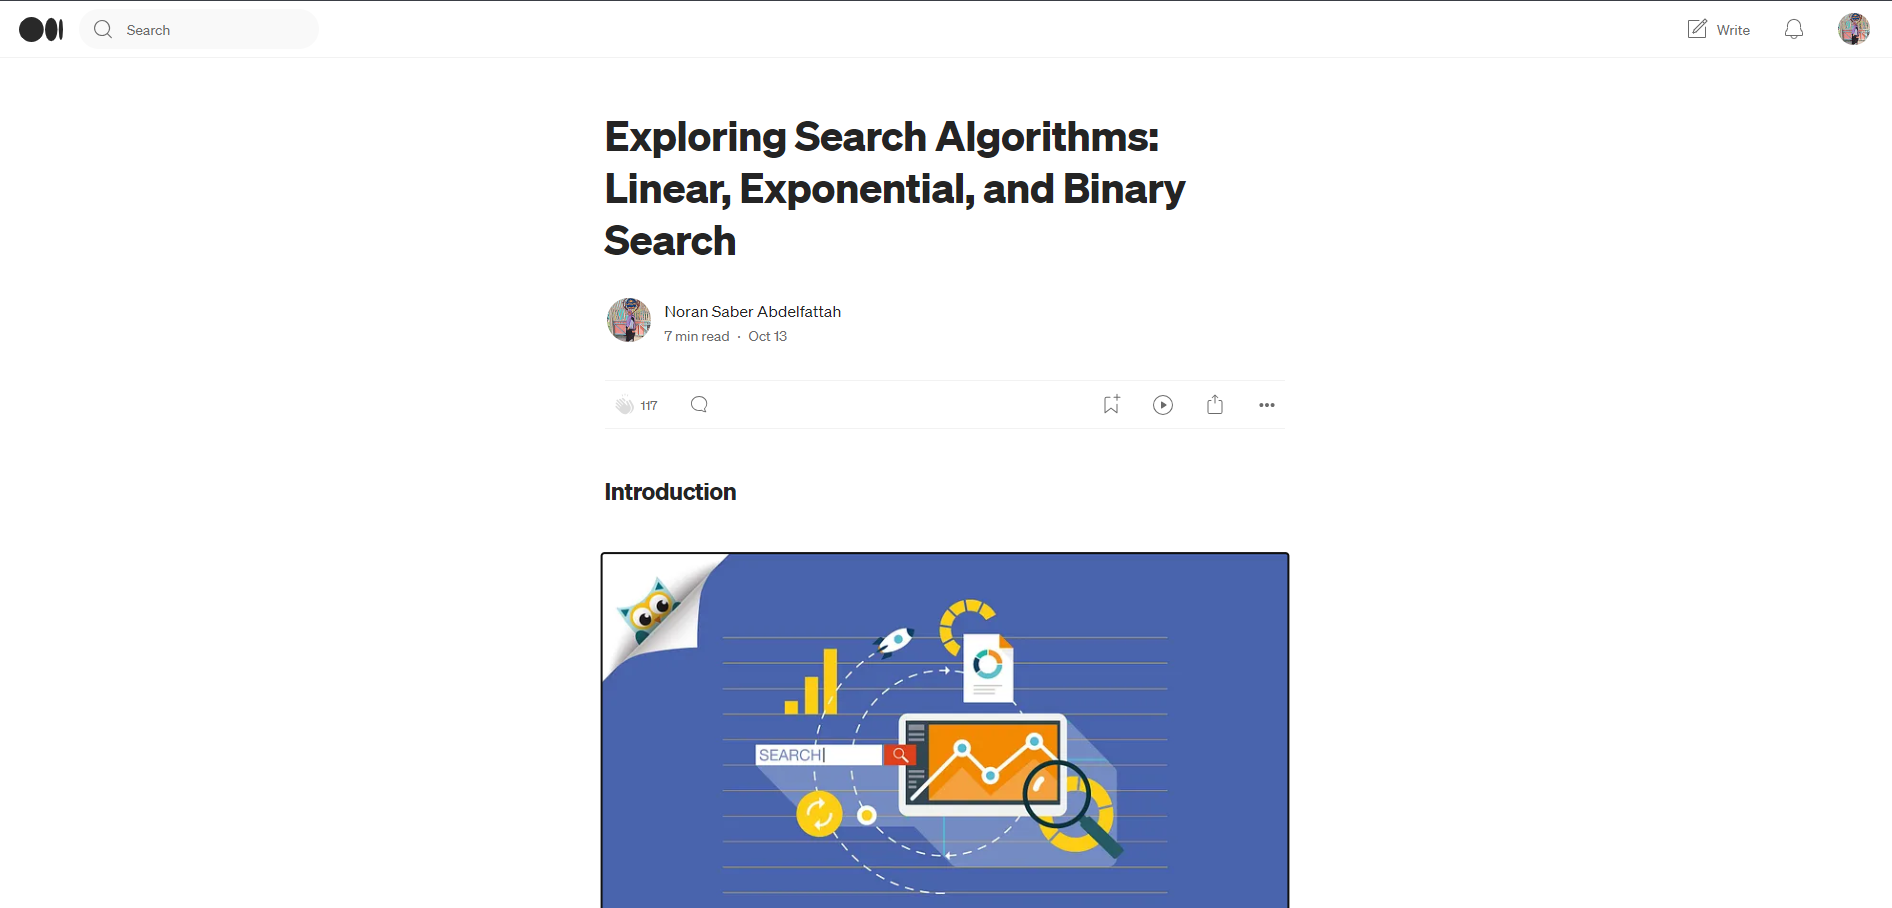 Search
Write
Exploring Search Algorithms:
Linear, Exponential, and Binary
Search
Noran Saber Abdelfattah
7 min read · Oct 13
117
Introduction
SEARCH